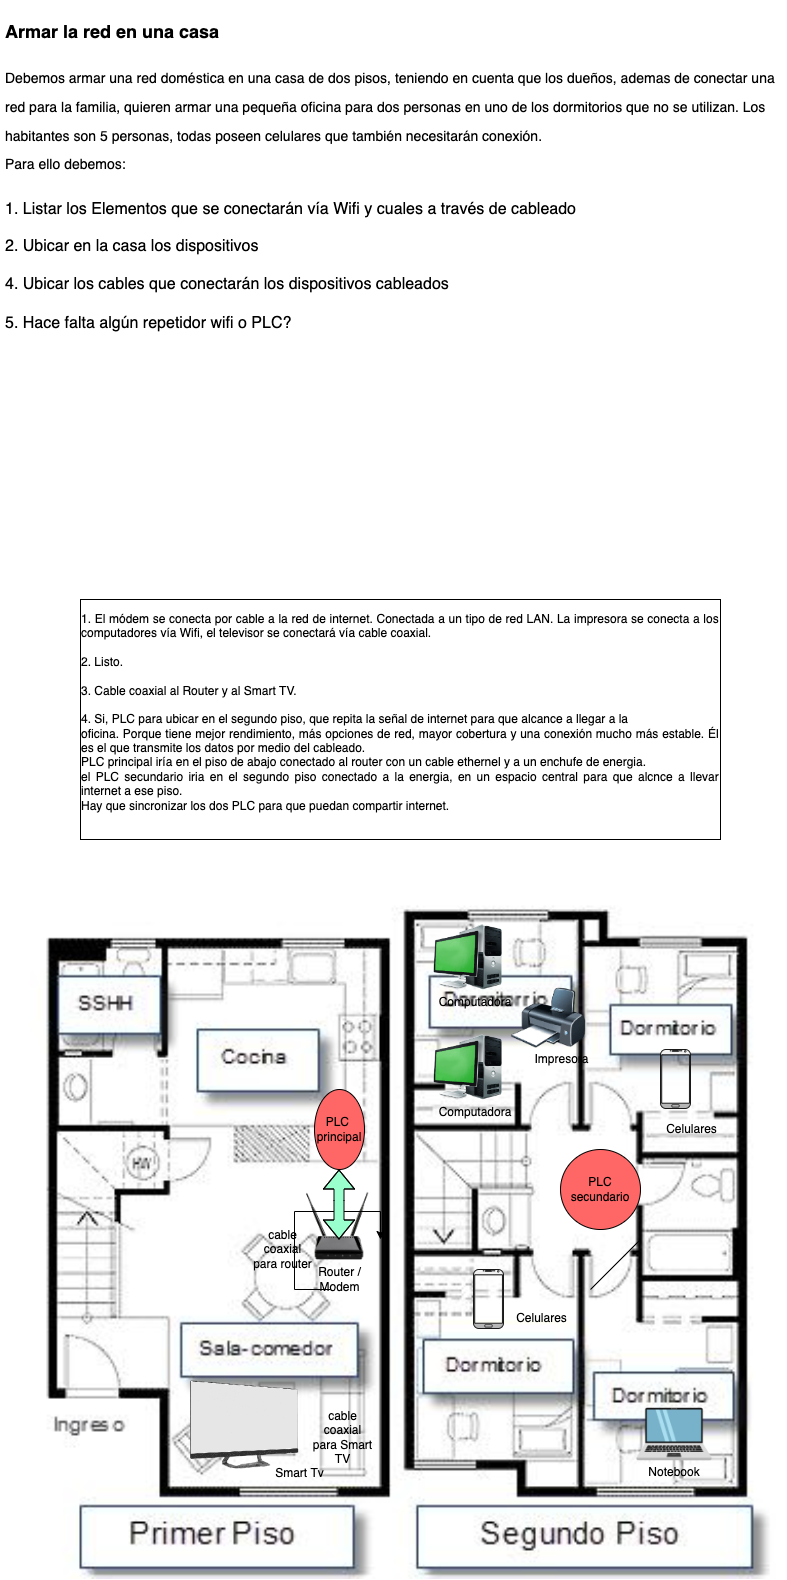 Armar la red en una casa
Debemos armar una red doméstica en una casa de dos pisos, teniendo en cuenta que los dueños, ademas de conectar una
red para la familia, quieren armar una pequeña oficina para dos personas en uno de los dormitorios que no se utilizan. Los
habitantes son 5 personas, todas poseen celulares que también necesitarán conexión.
Para ello debemos:
1. Listar los Elementos que se conectarán vía Wifi y cuales a través de cableado
2. Ubicar en la casa los dispositivos
4. Ubicar los cables que conectarán los dispositivos cableados
5. Hace falta algún repetidor wifi o PLC?
1. El módem se conecta por cable a la red de internet. Conectada a un tipo de red LAN. La impresora se conecta a los
computadores vía Wifi, el televisor se conectará vía cable coaxial.
2. Listo.
3. Cable coaxial al Router y al Smart TV.
4. Si, PLC para ubicar en el segundo piso, que repita la señal de internet para que alcance a llegar a la
oficina. Porque tiene mejor rendimiento, más opciones de red, mayor cobertura y una conexión mucho más estable. Él
es el que transmite los datos por medio del cableado.
PLC principal iría en el piso de abajo conectado al router con un cable ethernel y a un enchufe de energia.
el PLC secundario iria en el segundo piso conectado a la energia, en un espacio central para que alcnce a llevar
internet a ese piso.
Hay que sincronizar los dos PLC para que puedan compartir internet.
SSHH
Cocina
PLC
principal
HW
cable
coaxial
para router
Router /
Modem
Sala-comedor
Ingreso
cable
coaxial
para Smart
TV
Smart Tv
Primer Piso
Dormitorrio
Computadora
Impresora
Computadora
Dormitorio
Celulares
PLC
secundario
Celulares
Dormitorio
Dormitorio
Notebook
Segundo Piso